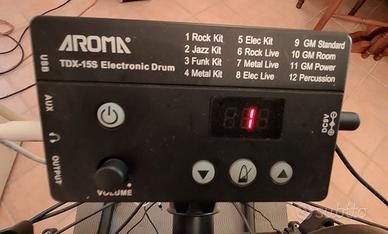 AROMA®
TDX-15S Electronic Drum
1 Rock Kit
2 Jazz Kit
3 Funk Kit
4 Metal Kit
5 Elec Kit
6 Rock Live
7 Metal Live
8 Elec Live
9 GM Standard
10 GM Room
11 GM Power
12 Percussion
USB
AUX
OUTPUT
VOLUME
1
DC9V
subito